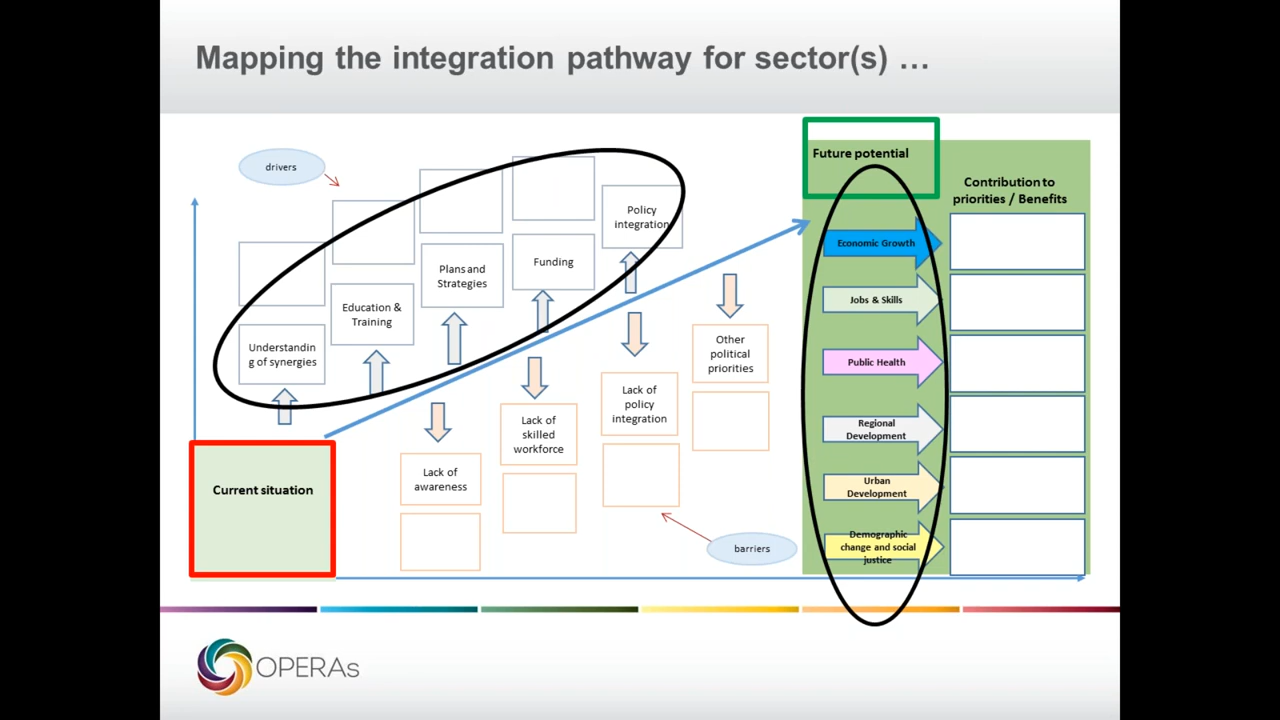 Mapping the integration pathway for sector(s) …
drivers
Policy
integration
Funding
Plans and
Strategies
Education &
Training
Understandin
g of synergies
Current situation
Lack of
awareness
Lack of
skilled
workforce
Lack of
policy
integration
Other
political
priorities
barriers
Future potential
Contribution to
priorities / Benefits
Economic Growth
Jobs & Skills
Public Health
Regional
Development
Urban
Development
Demographic
change and social
justice
OPERAs